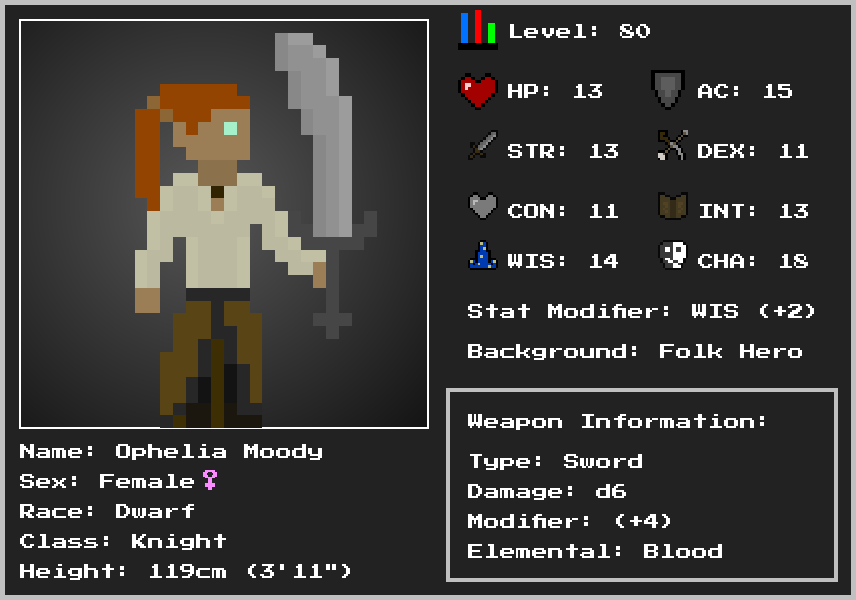 Level: 80
HP: 13
AC: 15
STR: 13
DEX: 11
CON: 11
INT: 13
WIS: 14
CHA: 18
Stat Modifier: WIS (+2)
Background: Folk Hero
Name: Ophelia Moody
Sex: Female♀
Race: Dwarf
Class: Knight
Height: 119cm (3'11")
Weapon Information:
Type: Sword
Damage: d6
Modifier: (+4)
Elemental: Blood